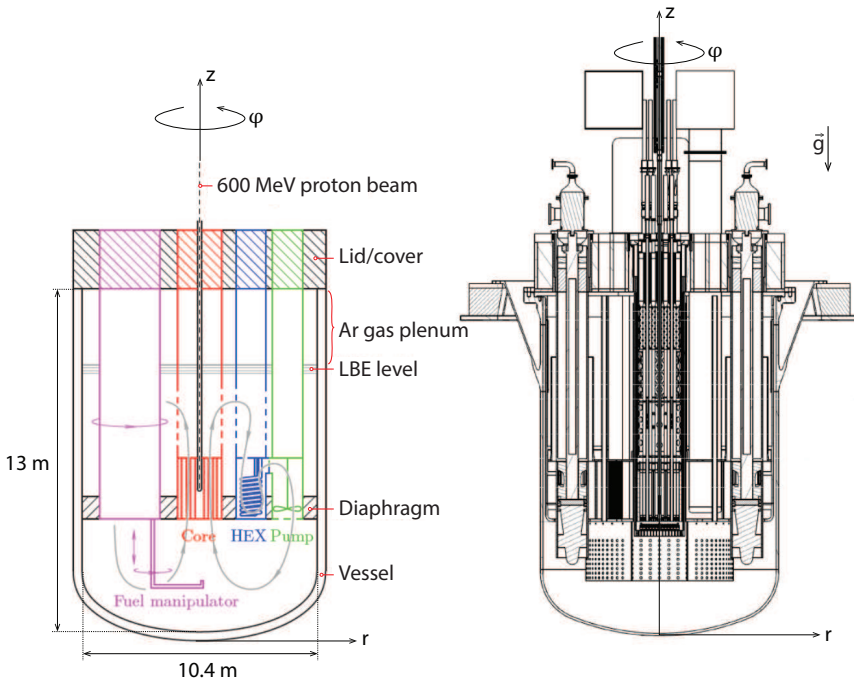 z
φ
600 MeV proton beam
Lid/cover
Ar gas plenum
LBE level
13 m
Diaphragm
Core
HEX
Pump
Vessel
Fuel manipulator
r
10.4 m
z
φ
g
r